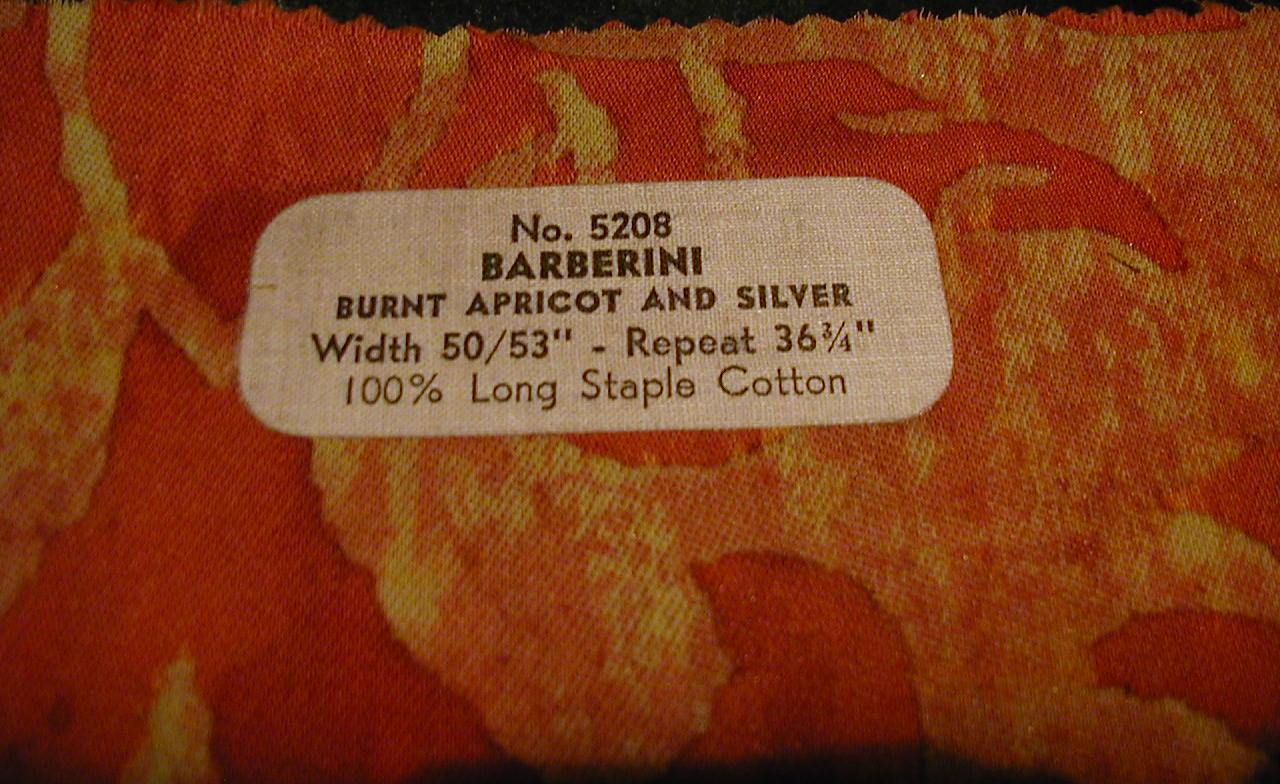 No. 5208
BARBERINI
BURNT APRICOT AND SILVER
Width 50/53" - Repeat 36¾"
100% Long Staple Cotton